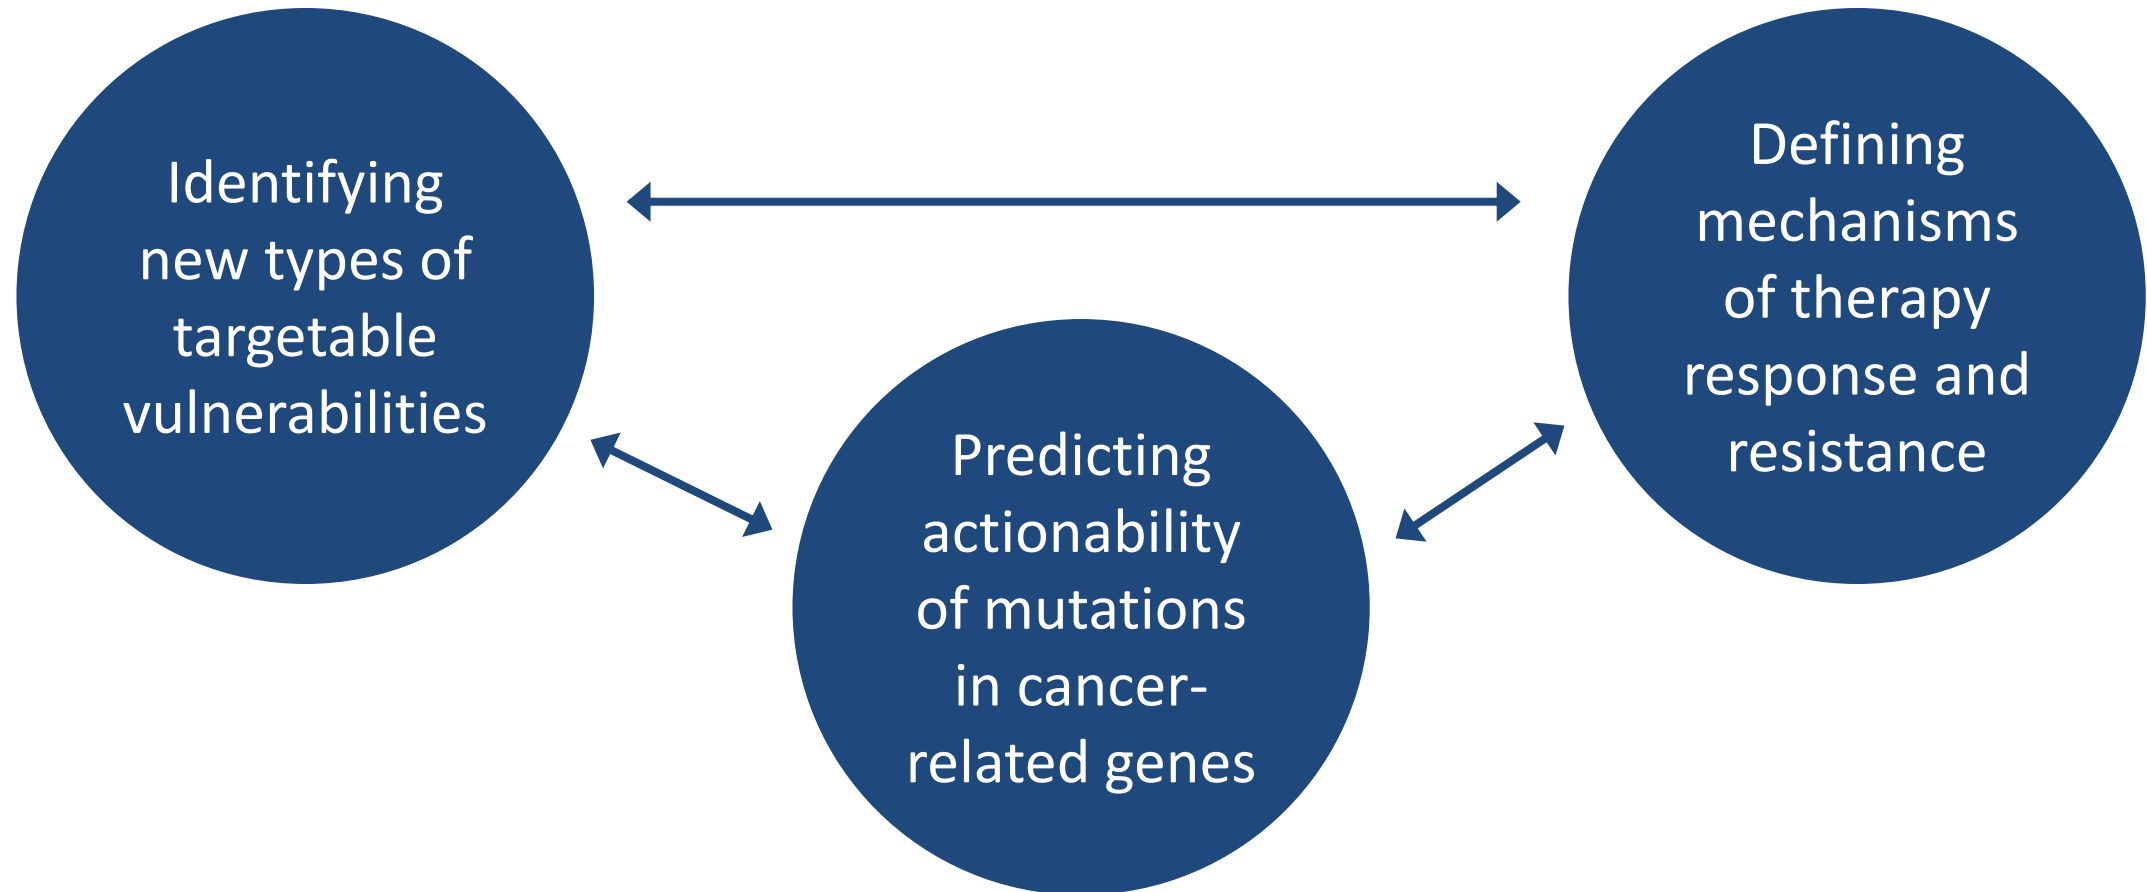 Identifying
new types of
targetable
vulnerabilities
Predicting
actionability
of mutations
in cancer-
related genes
Defining
mechanisms
of therapy
response and
resistance